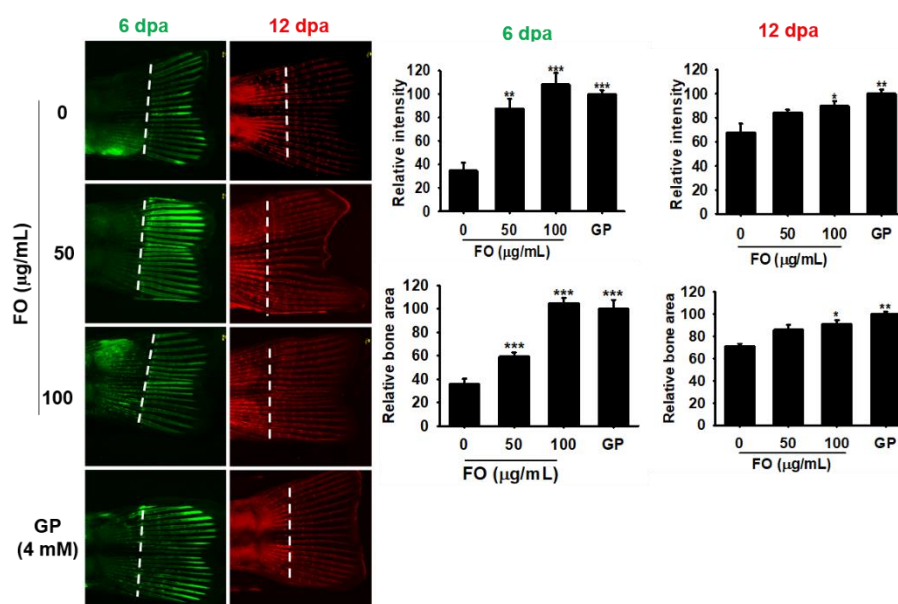 6 dpa
12 dpa
FO (µg/mL)
0
50
100
GP
(4 mM)
6 dpa
Relative intensity
120
100
80
60
40
20
0
**
***
***
0 50 100 GP
FO (µg/mL)
12 dpa
Relative intensity
120
100
80
60
40
20
0
*
**
0 50 100 GP
FO (µg/mL)
Relative bone area
120
100
80
60
40
20
0
***
***
***
0 50 100 GP
FO (µg/mL)
Relative bone area
120
100
80
60
40
20
0
*
**
0 50 100 GP
FO (µg/mL)